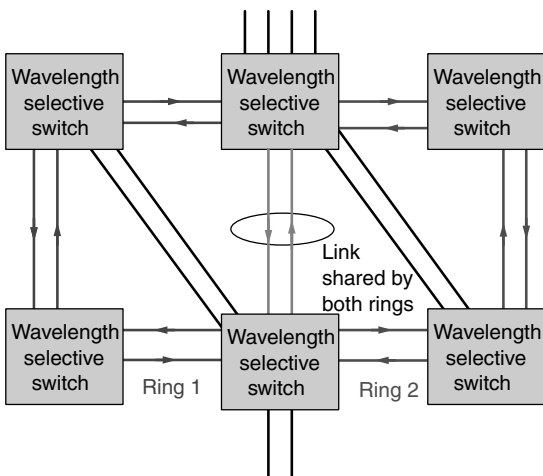 Wavelength
selective
switch
Wavelength
selective
switch
Wavelength
selective
switch
Link
shared by
both rings
Wavelength
selective
switch
Wavelength
selective
switch
Wavelength
selective
switch
Ring 1
Ring 2